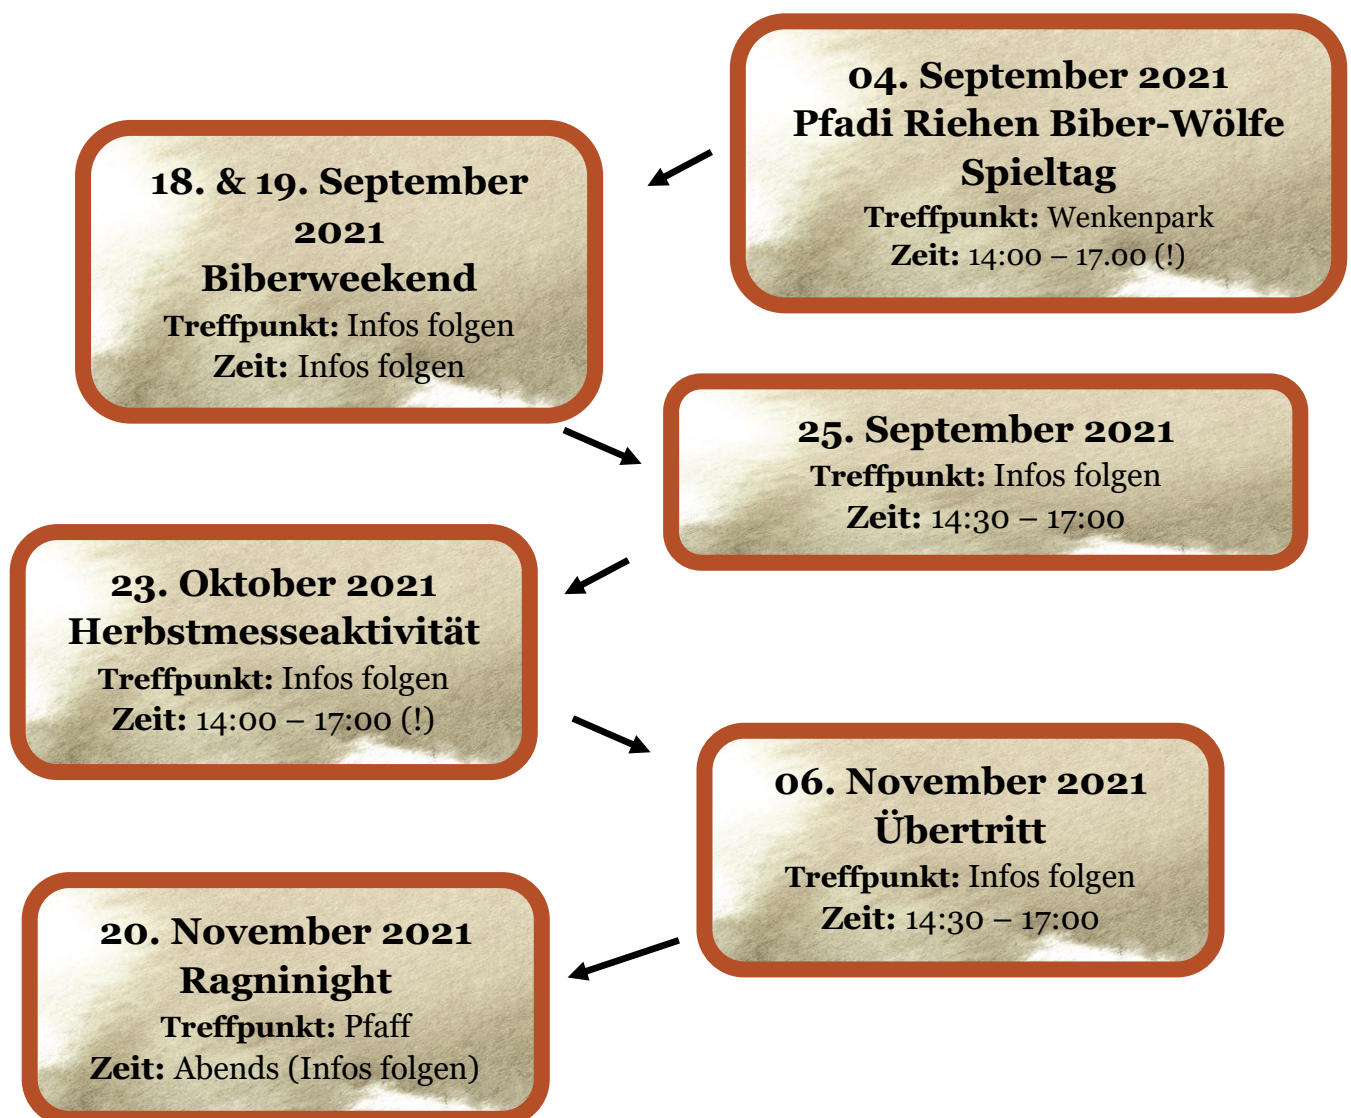 04. September 2021
Pfadi Riehen Biber-Wölfe
Spieltag
Treffpunkt: Wenkenpark
Zeit: 14:00 – 17.00 (!)
18. & 19. September
2021
Biberweekend
Treffpunkt: Infos folgen
Zeit: Infos folgen
25. September 2021
Treffpunkt: Infos folgen
Zeit: 14:30 – 17:00
23. Oktober 2021
Herbstmesseaktivität
Treffpunkt: Infos folgen
Zeit: 14:00 – 17:00 (!)
06. November 2021
Übertritt
Treffpunkt: Infos folgen
Zeit: 14:30 – 17:00
20. November 2021
Ragninight
Treffpunkt: Pfaff
Zeit: Abends (Infos folgen)